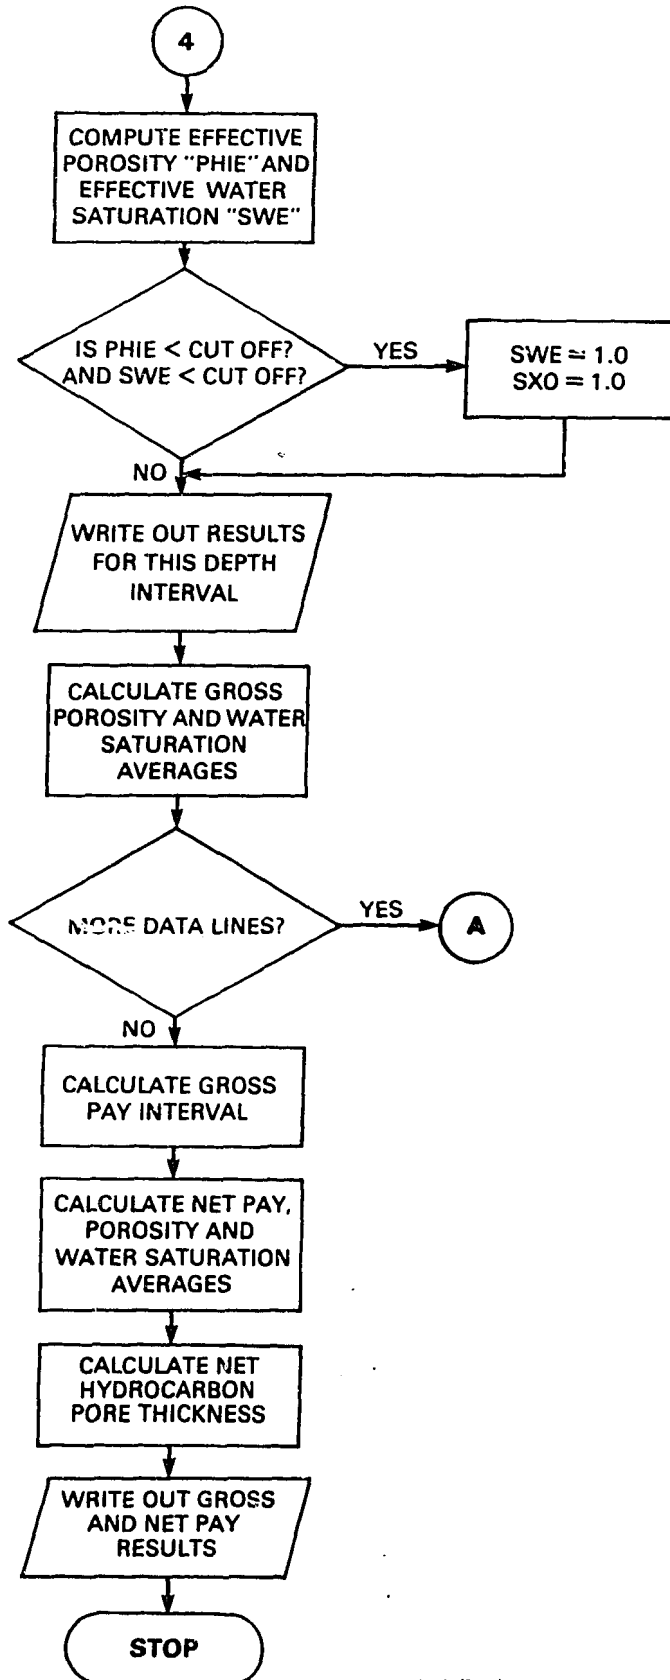 4
COMPUTE EFFECTIVE
POROSITY "PHIE" AND
EFFECTIVE WATER
SATURATION "SWE"
IS PHIE < CUT OFF?
AND SWE < CUT OFF?
YES
SWE = 1.0
SXO = 1.0
NO
WRITE OUT RESULTS
FOR THIS DEPTH
INTERVAL
CALCULATE GROSS
POROSITY AND WATER
SATURATION
AVERAGES
MORE DATA LINES?
YES
A
NO
CALCULATE GROSS
PAY INTERVAL
CALCULATE NET PAY,
POROSITY AND
WATER SATURATION
AVERAGES
CALCULATE NET
HYDROCARBON
PORE THICKNESS
WRITE OUT GROSS
AND NET PAY
RESULTS
STOP